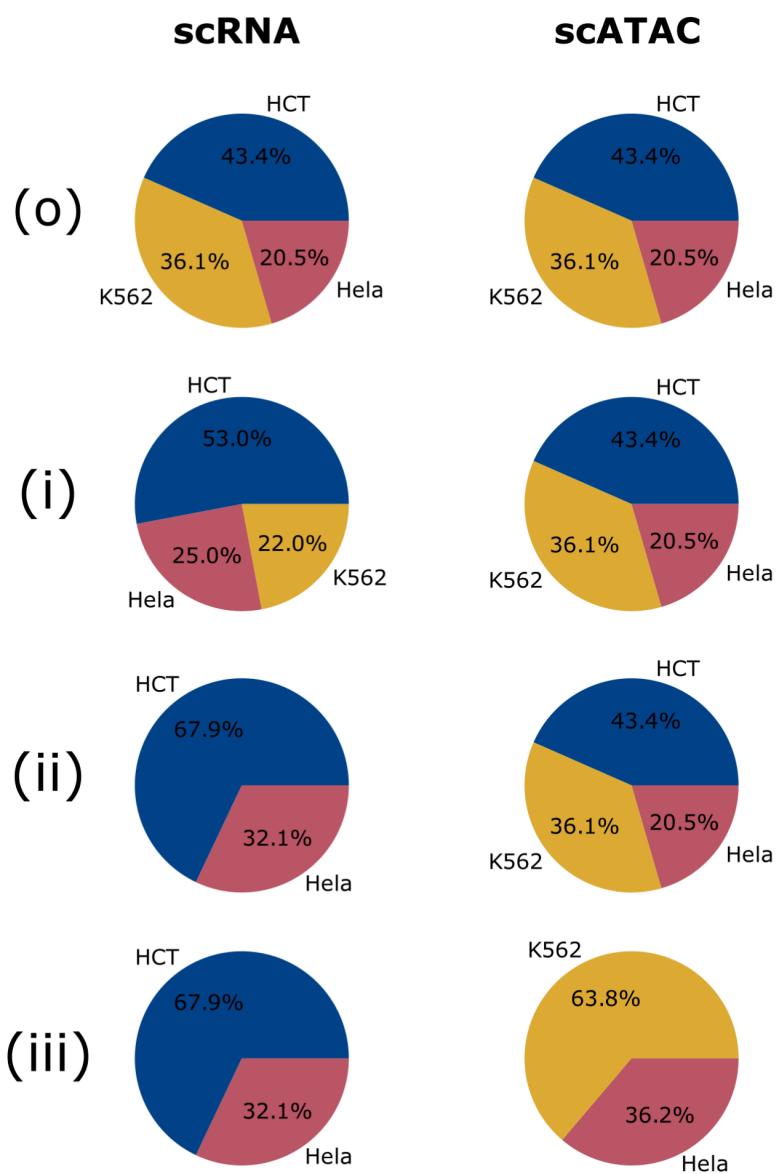 scRNA scATAC
HCT HCT
43.4% 43.4%
(o)
36.1% 20.5% 36.1% 20.5%
K562 Hela K562 Hela
HCT HCT
53.0% 43.4%
(i)
25.0% 22.0% 36.1% 20.5%
Hela K562 K562 Hela
HCT HCT
67.9% 43.4%
(ii)
32.1% 36.1% 20.5%
Hela K562 Hela
HCT K562
67.9% 63.8%
(iii)
32.1% 36.2%
Hela Hela